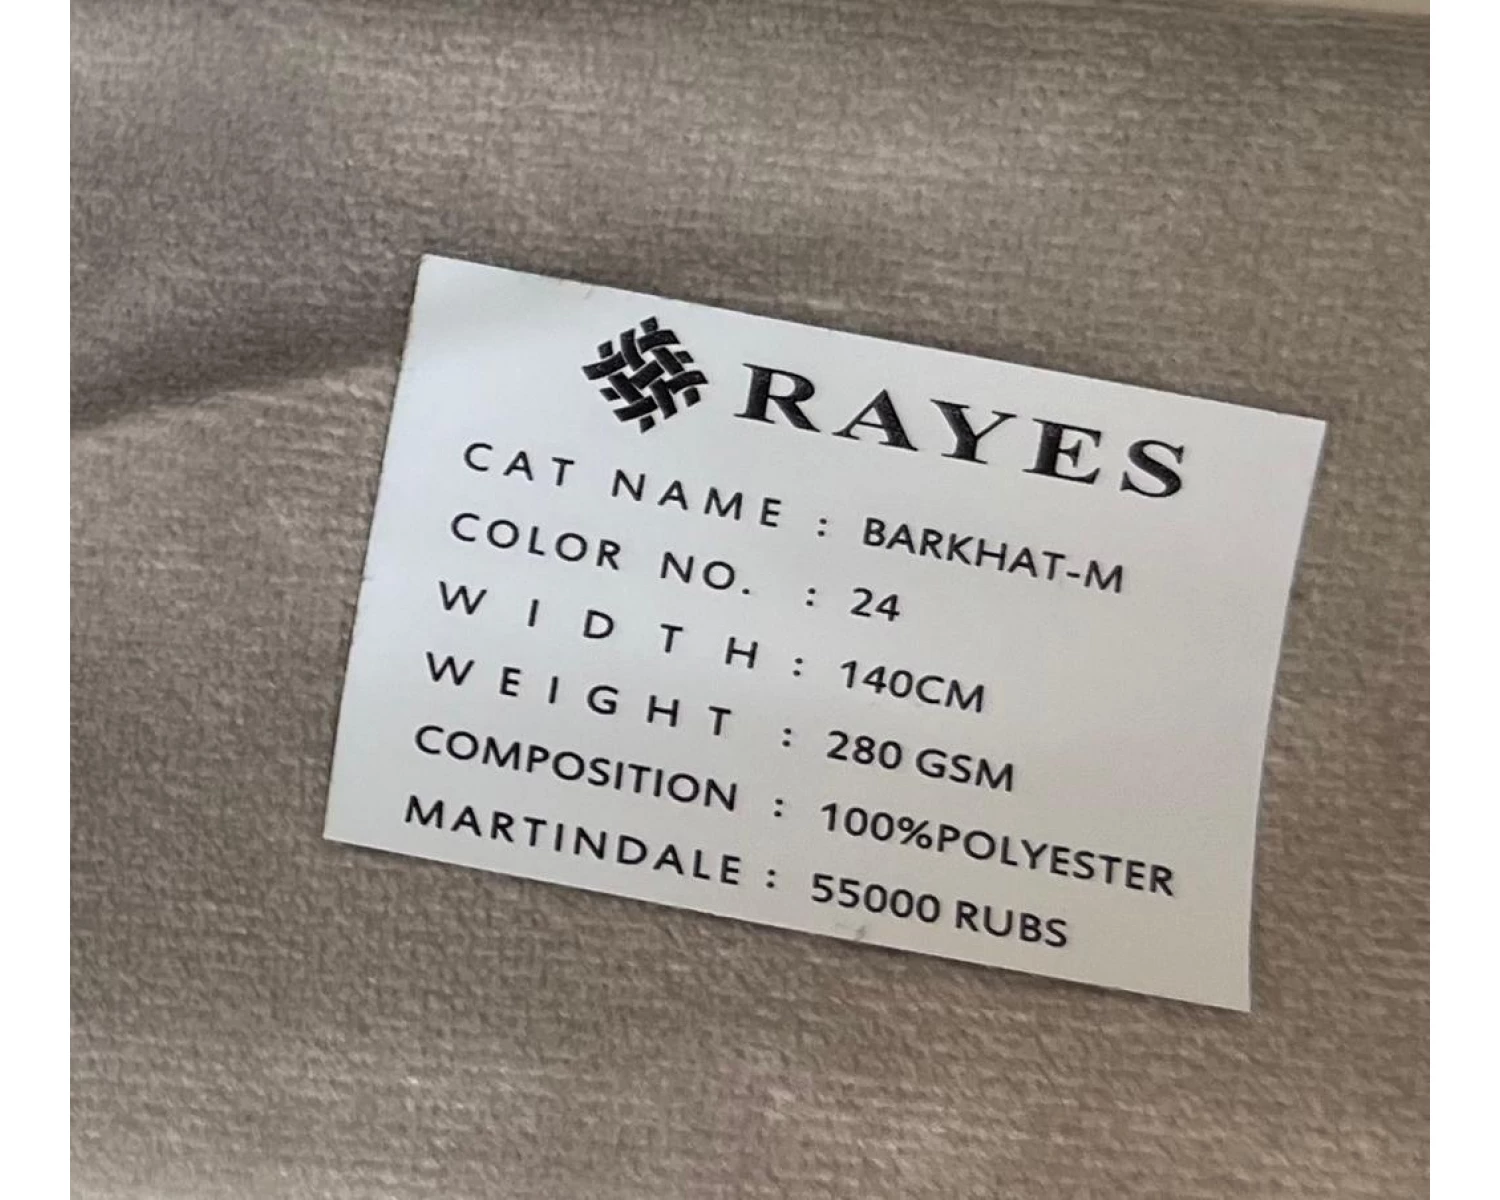 RAYES
CAT NAME : BARKHAT-M
COLOR NO. : 24
WIDTH : 140CM
WEIGHT : 280 GSM
COMPOSITION : 100%POLYESTER
MARTINDALE : 55000 RUBS